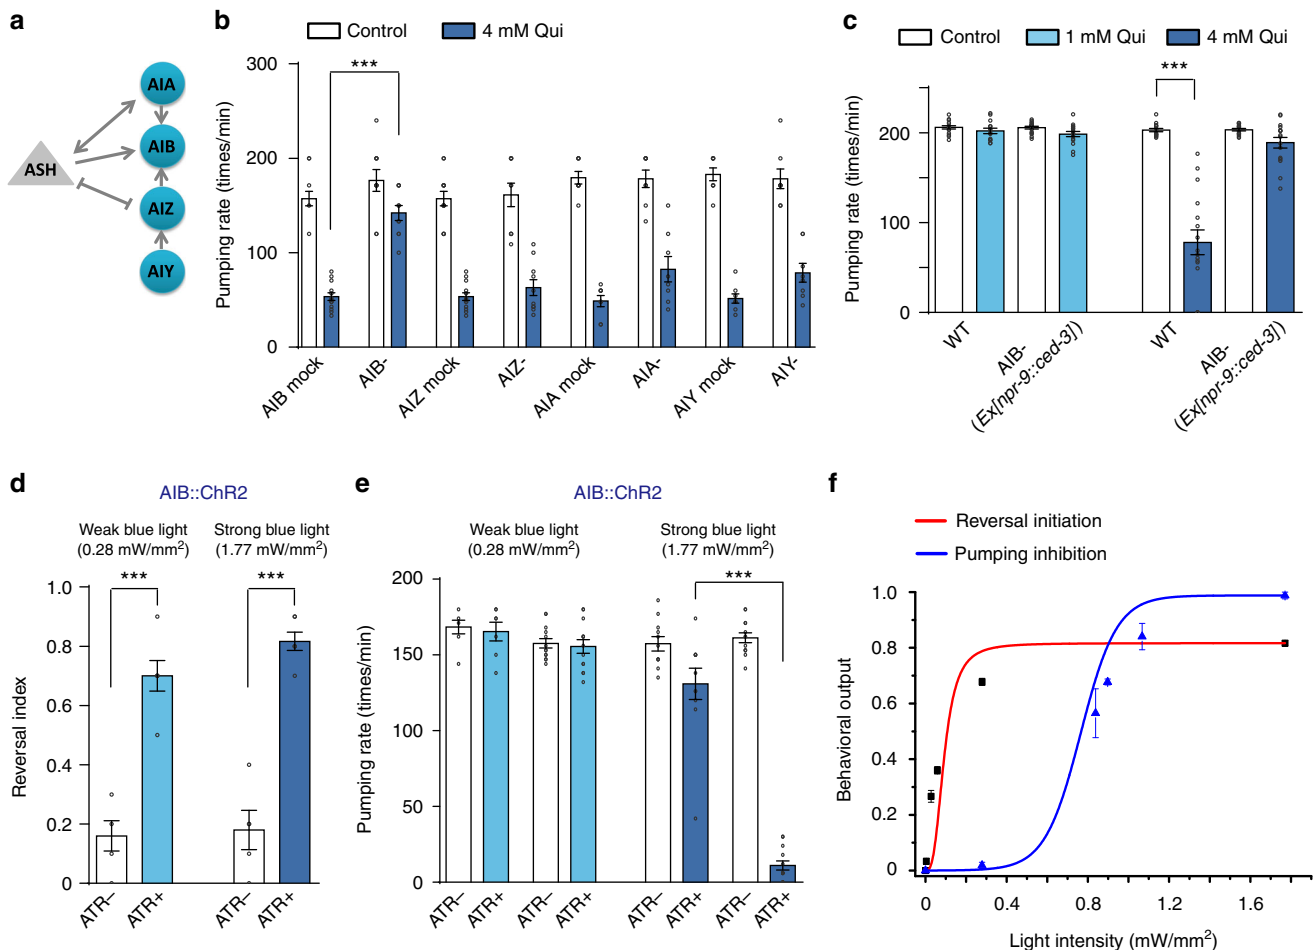 a
AIA
AIB
ASH
AIZ
AIY
b
Control
4 mM Qui
***
Pumping rate (times/min)
300
200
100
0
AIB mock
AIB-
AIZ mock
AIZ-
AIA mock
AIA-
AIY mock
AIY-
c
Control
1 mM Qui
4 mM Qui
***
Pumping rate (times/min)
200
100
0
WT
AIB-
(Ex[npr-9::ced-3])
WT
AIB-
(Ex[npr-9::ced-3])
d
AIB::ChR2
Weak blue light
(0.28 mW/mm²)
Strong blue light
(1.77 mW/mm²)
***
***
Reversal index
1.0
0.8
0.6
0.4
0.2
0
ATR–
ATR+
ATR–
ATR+
e
AIB::ChR2
Weak blue light
(0.28 mW/mm²)
Strong blue light
(1.77 mW/mm²)
***
Pumping rate (times/min)
200
150
100
50
0
ATR–
ATR+
ATR–
ATR+
ATR–
ATR+
ATR–
ATR+
f
Reversal initiation
Pumping inhibition
Behavioral output
1.0
0.8
0.6
0.4
0.2
0
0
0.4
0.8
1.2
1.6
Light intensity (mW/mm²)